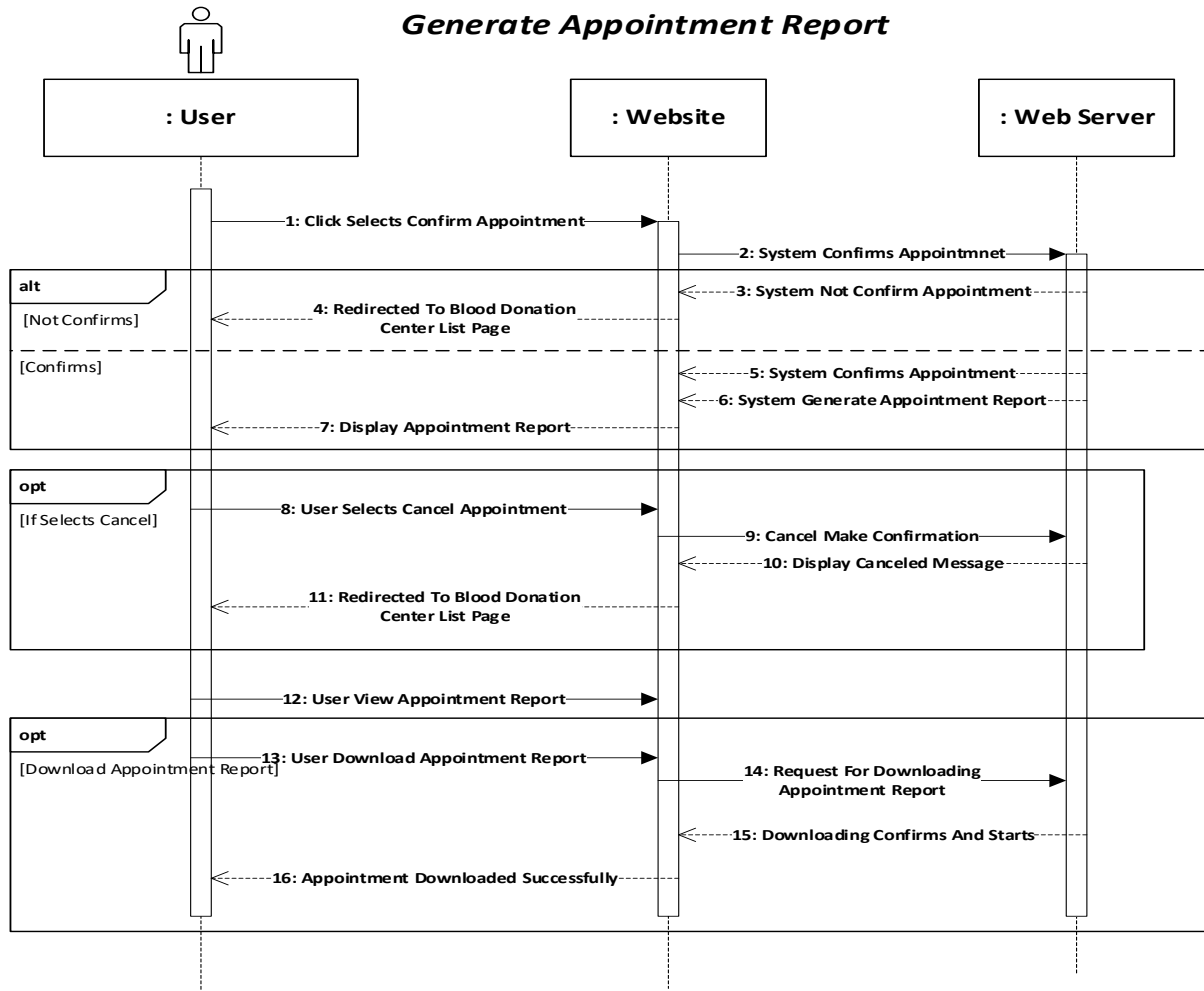 Generate Appointment Report
: User
: Website
: Web Server
1: Click Selects Confirm Appointment
2: System Confirms Appointmnet
alt
3: System Not Confirm Appointment
[Not Confirms]
4: Redirected To Blood Donation
Center List Page
[Confirms]
5: System Confirms Appointment
6: System Generate Appointment Report
7: Display Appointment Report
opt
[If Selects Cancel]
8: User Selects Cancel Appointment
9: Cancel Make Confirmation
10: Display Canceled Message
11: Redirected To Blood Donation
Center List Page
12: User View Appointment Report
opt
[Download Appointment Report]
13: User Download Appointment Report
14: Request For Downloading
Appointment Report
15: Downloading Confirms And Starts
16: Appointment Downloaded Successfully